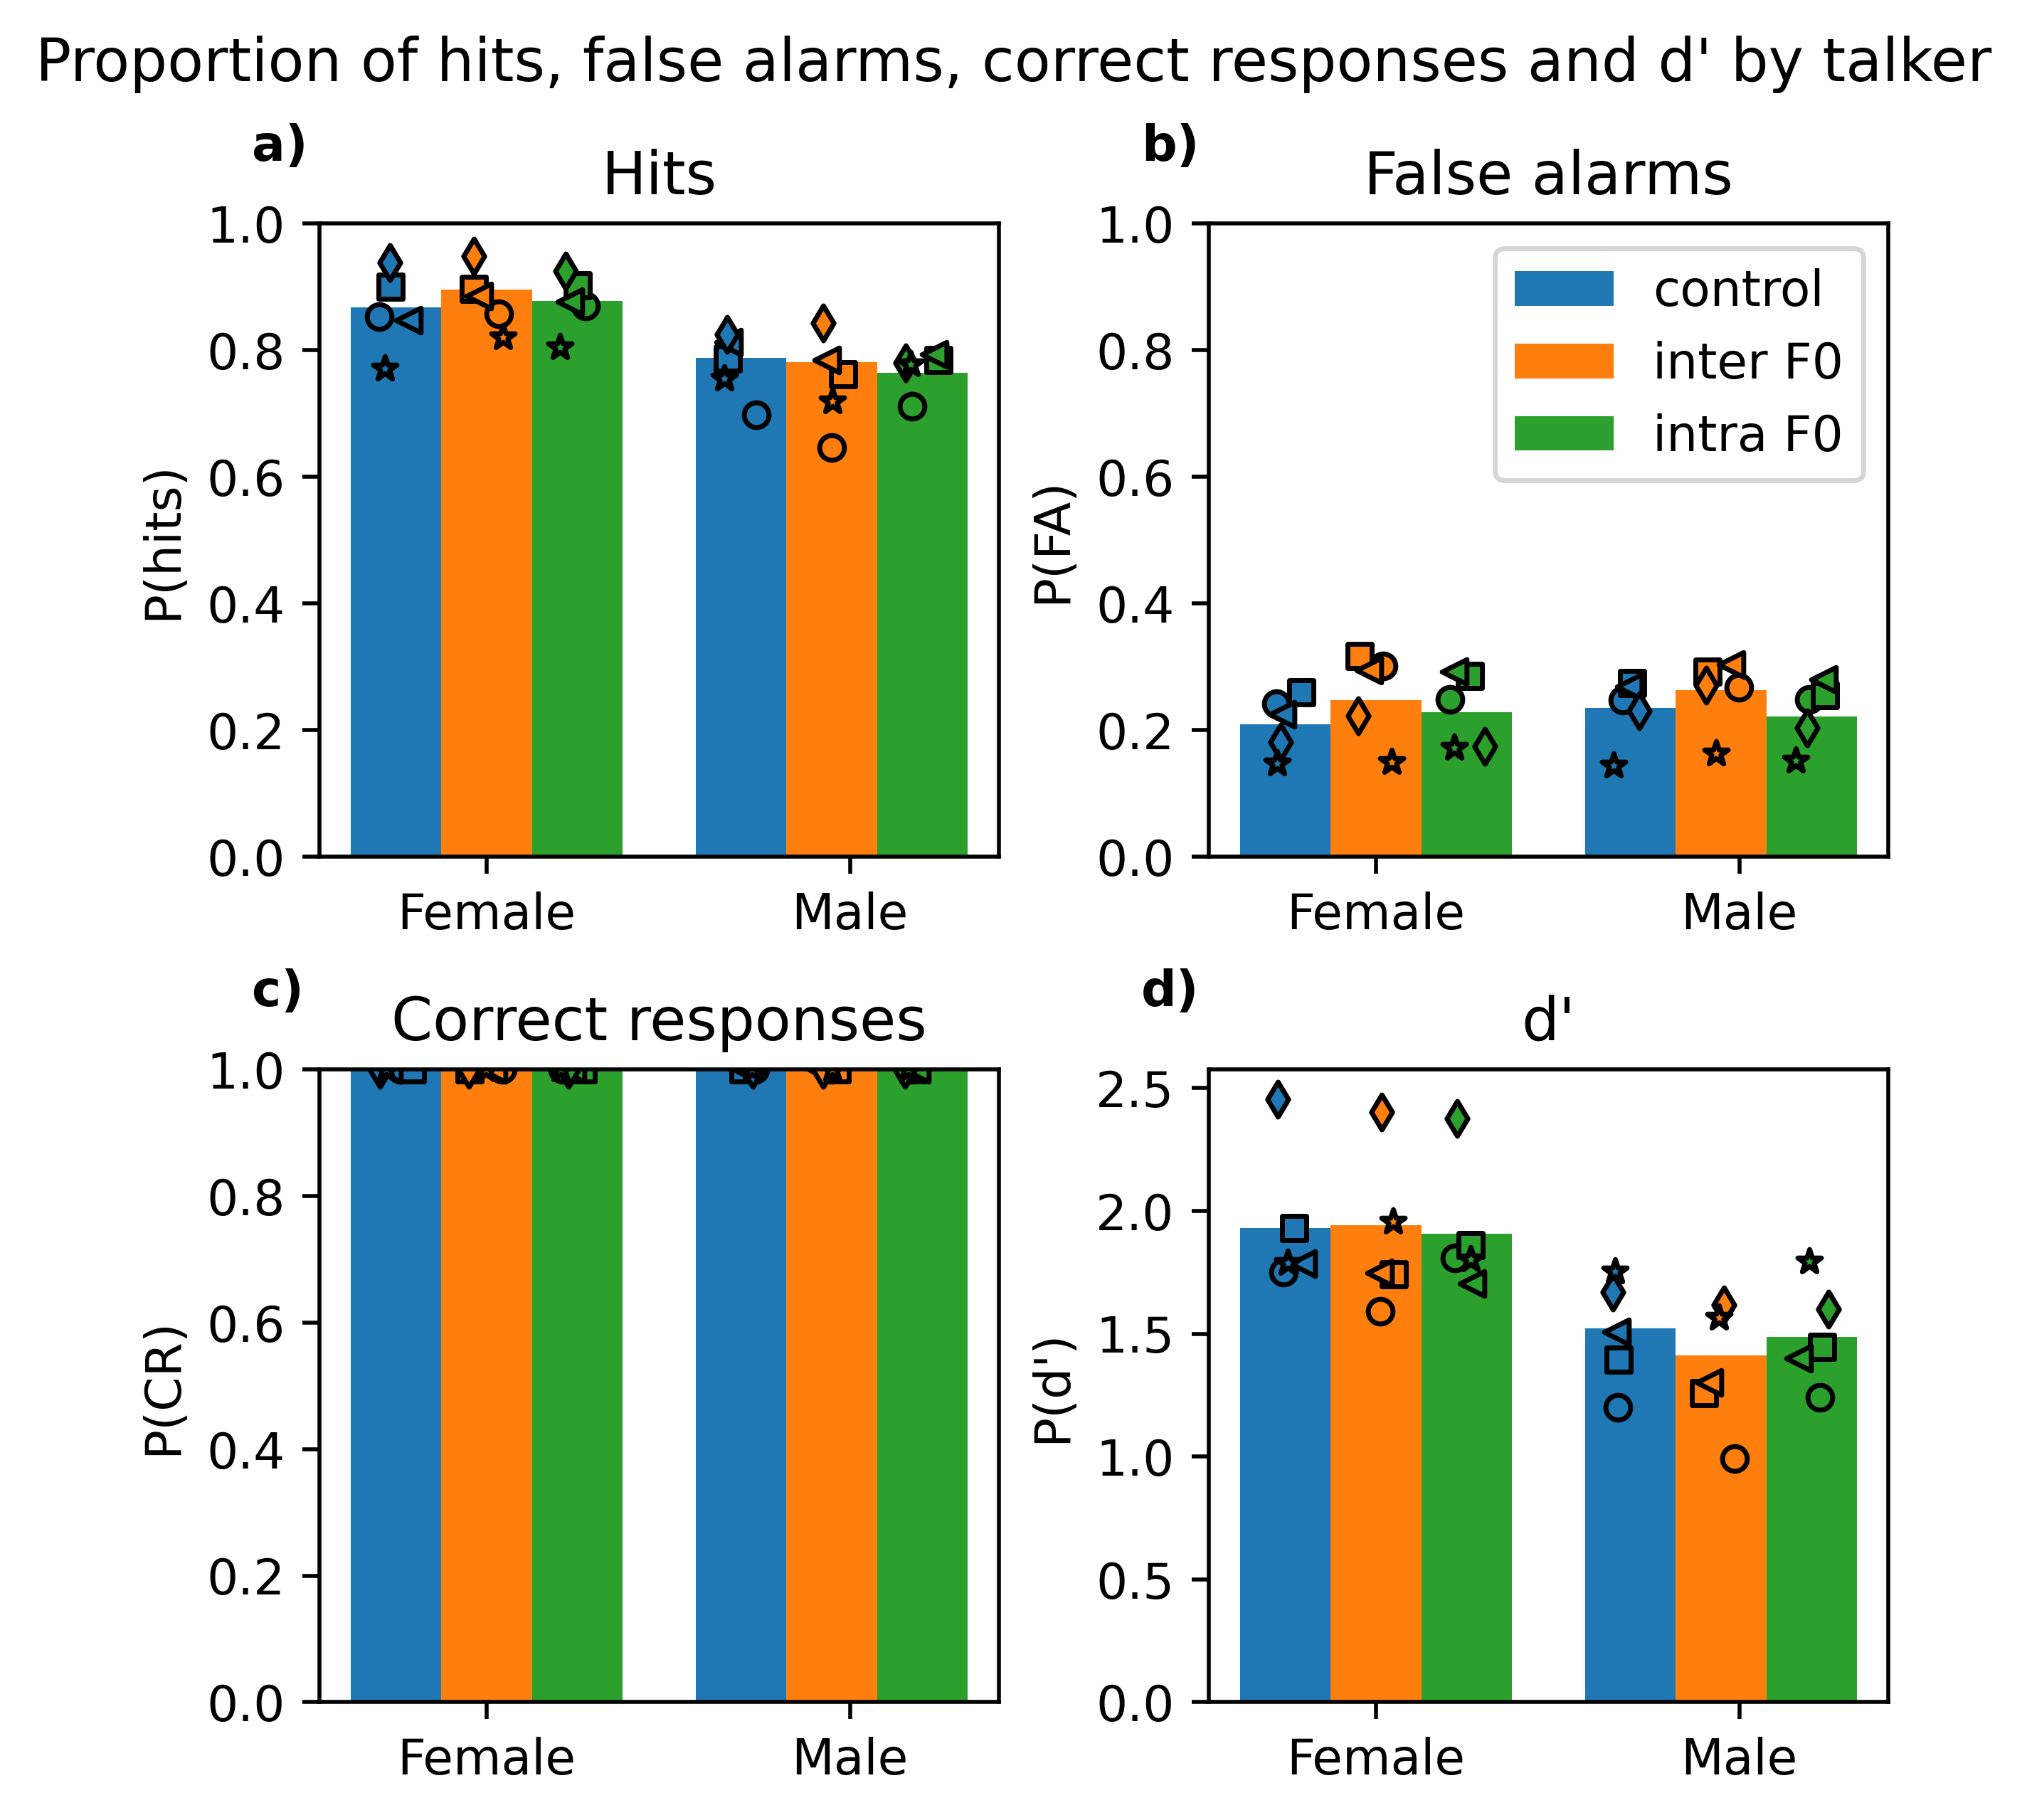 Proportion of hits, false alarms, correct responses and d' by talker
a)
Hits
P(hits)
1.0
0.8
0.6
0.4
0.2
0.0
Female
Male
b)
False alarms
P(FA)
1.0
0.8
0.6
0.4
0.2
0.0
control
inter F0
intra F0
Female
Male
c)
Correct responses
P(CR)
1.0
0.8
0.6
0.4
0.2
0.0
Female
Male
d)
d'
P(d')
2.5
2.0
1.5
1.0
0.5
0.0
Female
Male